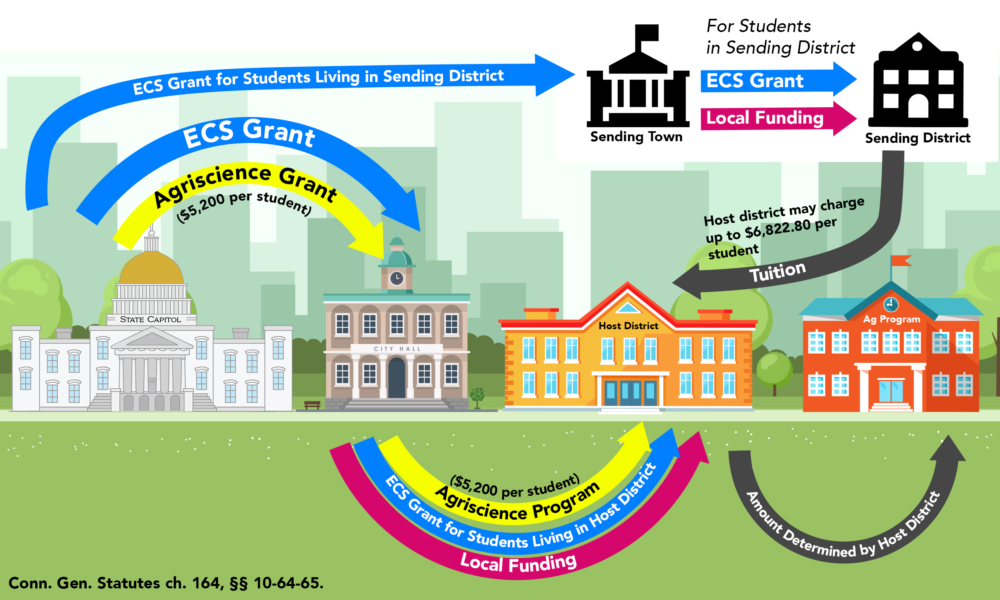 For Students
in Sending District
ECS Grant for Students Living in Sending District
ECS Grant
Local Funding
Sending Town
Sending District
ECS Grant
Agriscience Grant
($5,200 per student)
Host district may charge
up to $6,822.80 per
student
Tuition
STATE CAPITOL
CITY HALL
Host District
Ag Program
($5,200 per student)
Agriscience Program
ECS Grant for Students Living in Host District
Local Funding
Amount Determined by Host District
Conn. Gen. Statutes ch. 164, §§ 10-64-65.